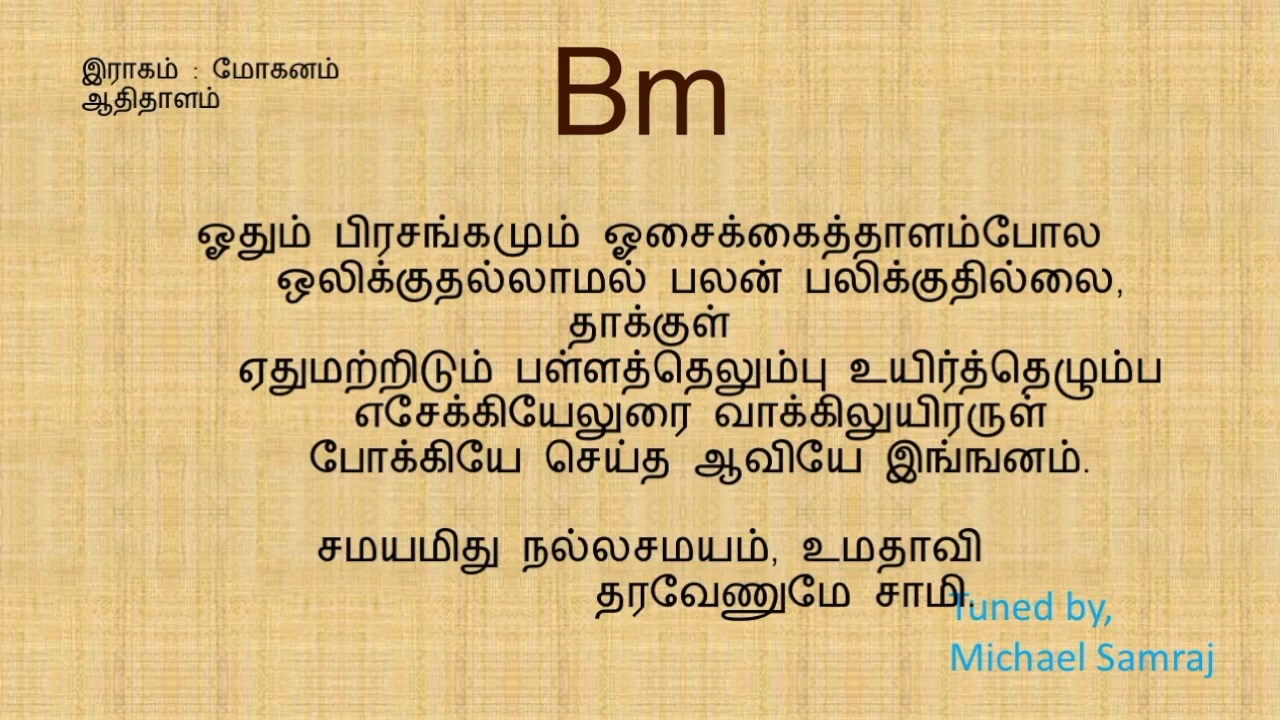 இராகம் : மோகனம்
ஆதிதாளம்
Bm
ஓதும் பிரசங்கமும் ஓசைக்கைத்தாளம்போல
ஒலிக்குதல்லாமல் பலன் பலிக்குதில்லை,
தாக்குள்
ஏதுமற்றிடும் பள்ளத்தெலும்பு உயிர்த்தெழும்ப
எசேக்கியேலுரை வாக்கிலுயிரருள்
போக்கியே செய்த ஆவியே இங்ஙனம்.
சமயமிது நல்லசமயம், உமதாவி
தரவேணுமே சாமி.
Tuned by,
Michael Samraj